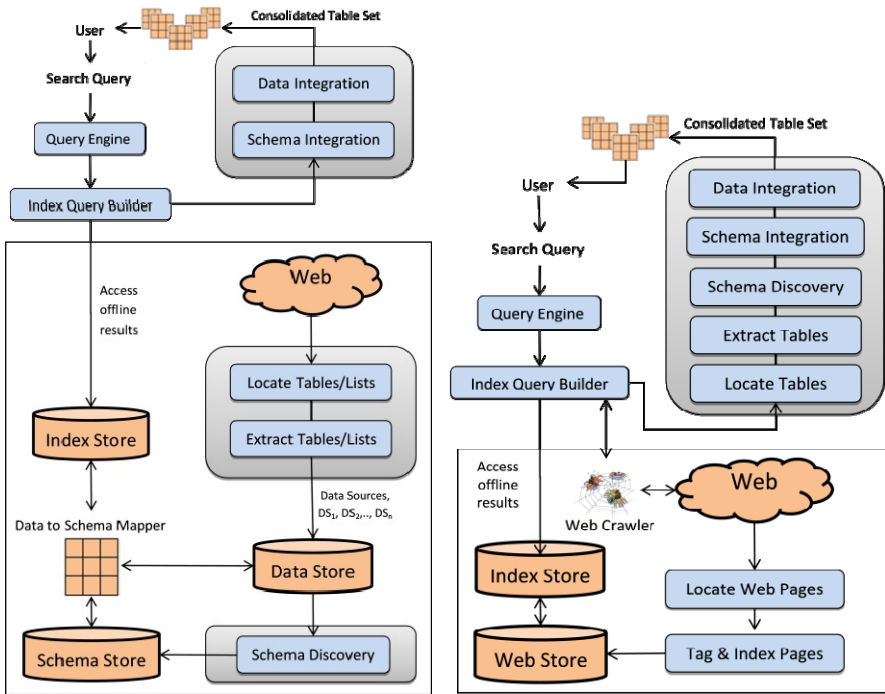 Consolidated Table Set
User
Search Query
Data Integration
Schema Integration
Query Engine
Index Query Builder
Access
offline
results
Web
Locate Tables/Lists
Extract Tables/Lists
Index Store
Data Sources,
DS1, DS2,.., DSn
Data to Schema Mapper
Data Store
Schema Store
Schema Discovery
Consolidated Table Set
User
Search Query
Data Integration
Schema Integration
Schema Discovery
Extract Tables
Locate Tables
Query Engine
Index Query Builder
Access
offline
results
Web Crawler
Web
Index Store
Locate Web Pages
Web Store
Tag & Index Pages